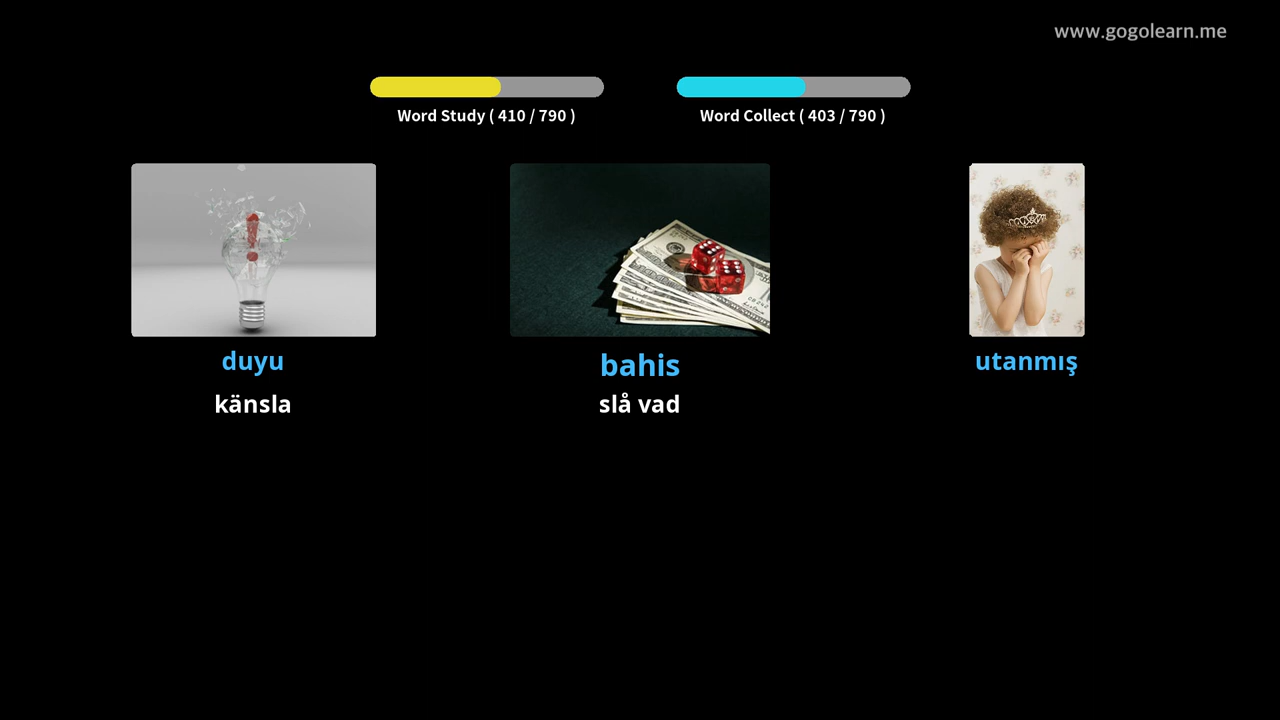 www.gogolearn.me
Word Study ( 410 / 790 )
Word Collect ( 403 / 790 )
duyu
känsla
bahis
slå vad
utanmış